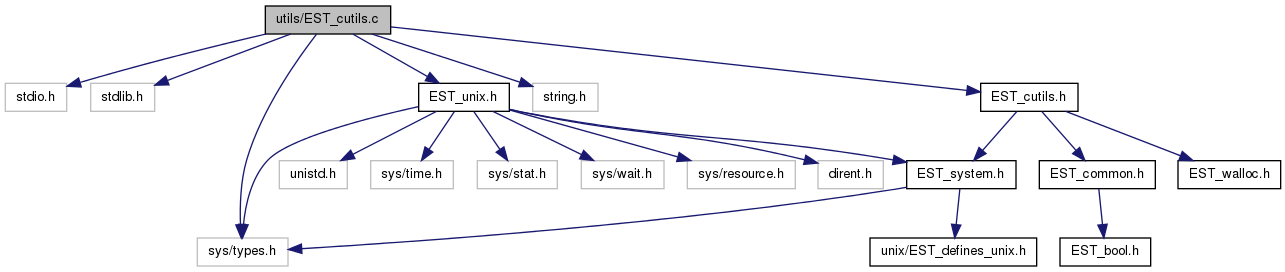 utils/EST_cutils.c
stdio.h
stdlib.h
EST_unix.h
string.h
EST_cutils.h
unistd.h
sys/time.h
sys/stat.h
sys/wait.h
sys/resource.h
dirent.h
EST_system.h
EST_common.h
EST_walloc.h
sys/types.h
unix/EST_defines_unix.h
EST_bool.h